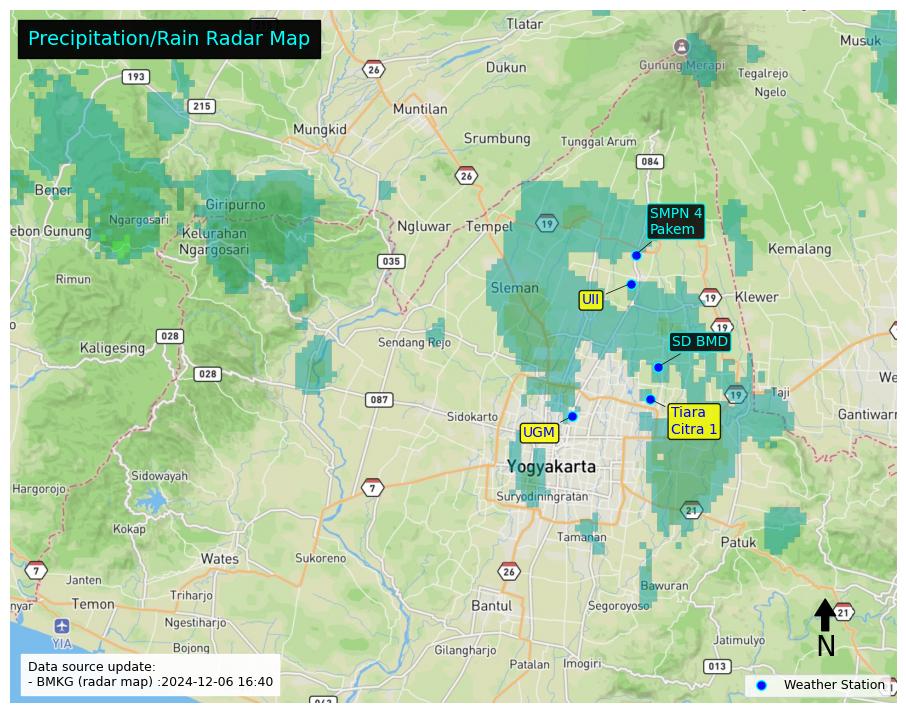 Precipitation/Rain Radar Map
Tlatar
Musuk
Gunung Merapi
26
193
Dukun
Tegalrejo
Ngelo
215
Muntilan
Mungkid
Srumbung
Tunggal Arum
084
26
Bener
Giripurno
Ngargosari
SMPN 4
Pakem
ebon Gunung
Kelurahan
Ngargosari
Ngluwar
Tempel
26
Kemalang
035
Rimun
Sleman
UII
19
Klewer
19
028
Kaligesing
Sendang Rejo
SD BMD
028
We
087
19
Taji
Sidokarto
Tiara
Citra 1
Gantiwarn
UGM
Yogyakarta
Sidowayah
Hargorojo
7
Suryodiningratan
21
Kokap
Tamanan
Patuk
Wates
Sukoreno
7
26
Janten
Bawuran
Triharjo
nyar
Temon
Bantul
Segoroyoso
21
Ngestiharjo
YIA
N
Bojong
Gilangharjo
Jatimulyo
Patalan
Imogiri
013
Data source update:
- BMKG (radar map) :2024-12-06 16:40
Weather Station